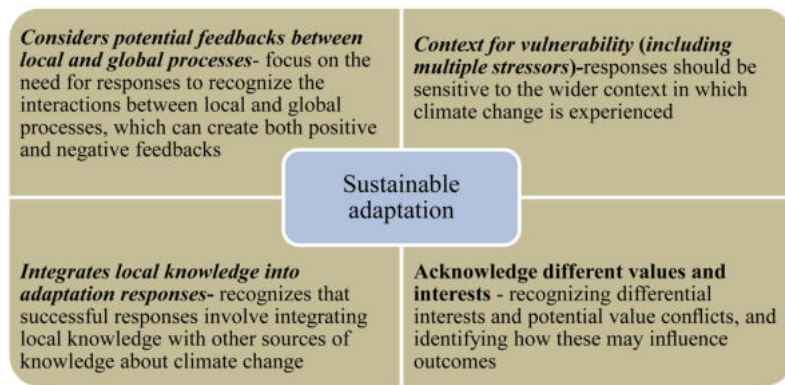 Considers potential feedbacks between
local and global processes- focus on the
need for responses to recognize the
interactions between local and global
processes, which can create both positive
and negative feedbacks
Context for vulnerability (including
multiple stressors)-responses should be
sensitive to the wider context in which
climate change is experienced
Sustainable
adaptation
Integrates local knowledge into
adaptation responses- recognizes that
successful responses involve integrating
local knowledge with other sources of
knowledge about climate change
Acknowledge different values and
interests - recognizing differential
interests and potential value conflicts, and
identifying how these may influence
outcomes